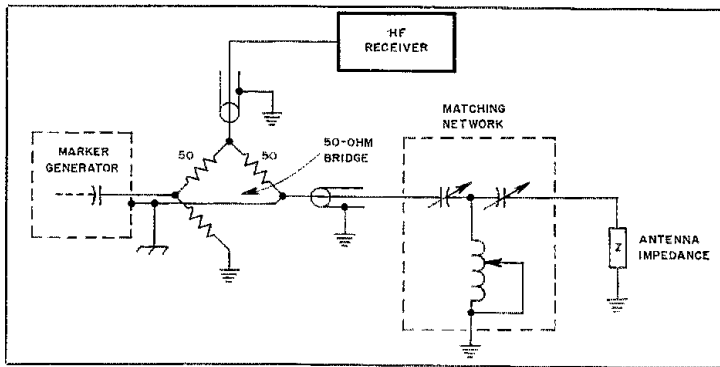 HF
RECEIVER
MATCHING
NETWORK
50-OHM
BRIDGE
MARKER
GENERATOR
50
50
Z
ANTENNA
IMPEDANCE